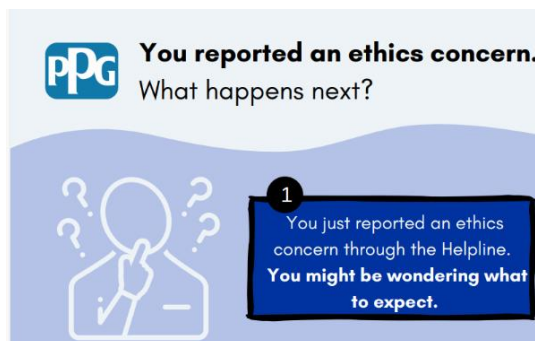 PPG
You reported an ethics concern.
What happens next?
1
You just reported an ethics
concern through the Helpline.
You might be wondering what
to expect.